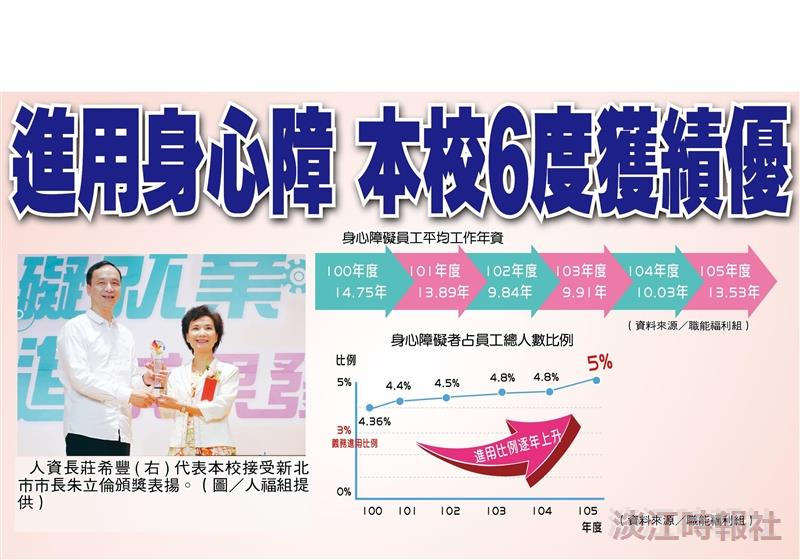 進用身心障 本校6度獲績優
身心障礙員工平均工作年資
100年度 101年度 102年度 103年度 104年度 105年度
14.75年 13.89年 9.84年 9.91年 10.03年 13.53年
(資料來源／職能福利組)
礙就業
進
身心障礙者占員工總人數比例
比例
5%
4.36%
4.4%
4.5%
4.8%
4.8%
5%
3%
義務進用比例
進用比例逐年上升
0%
100 101 102 103 104 105
年度
(資料來源／職能福利組)
人資長莊希豐(右)代表本校接受新北
市市長朱立倫頒獎表揚。(圖／人福組提
供)
淡江時報社